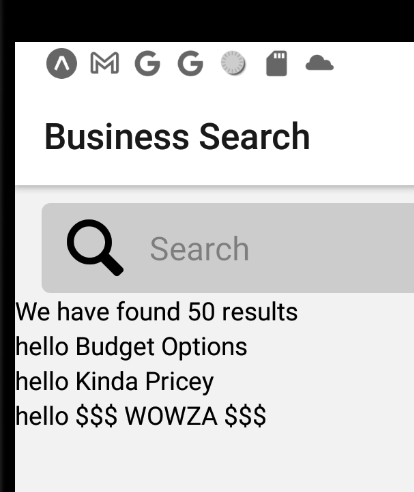 Business Search
Search
We have found 50 results
hello Budget Options
hello Kinda Pricey
hello $$$ WOWZA $$$